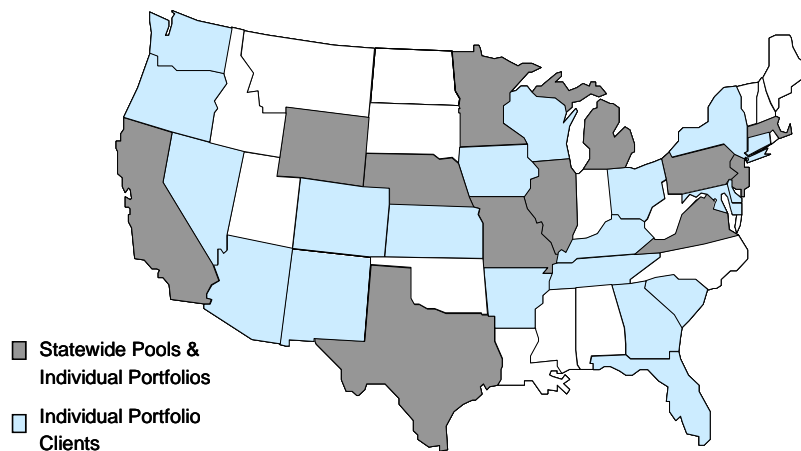 Statewide Pools &
Individual Portfolios
Individual Portfolio
Clients